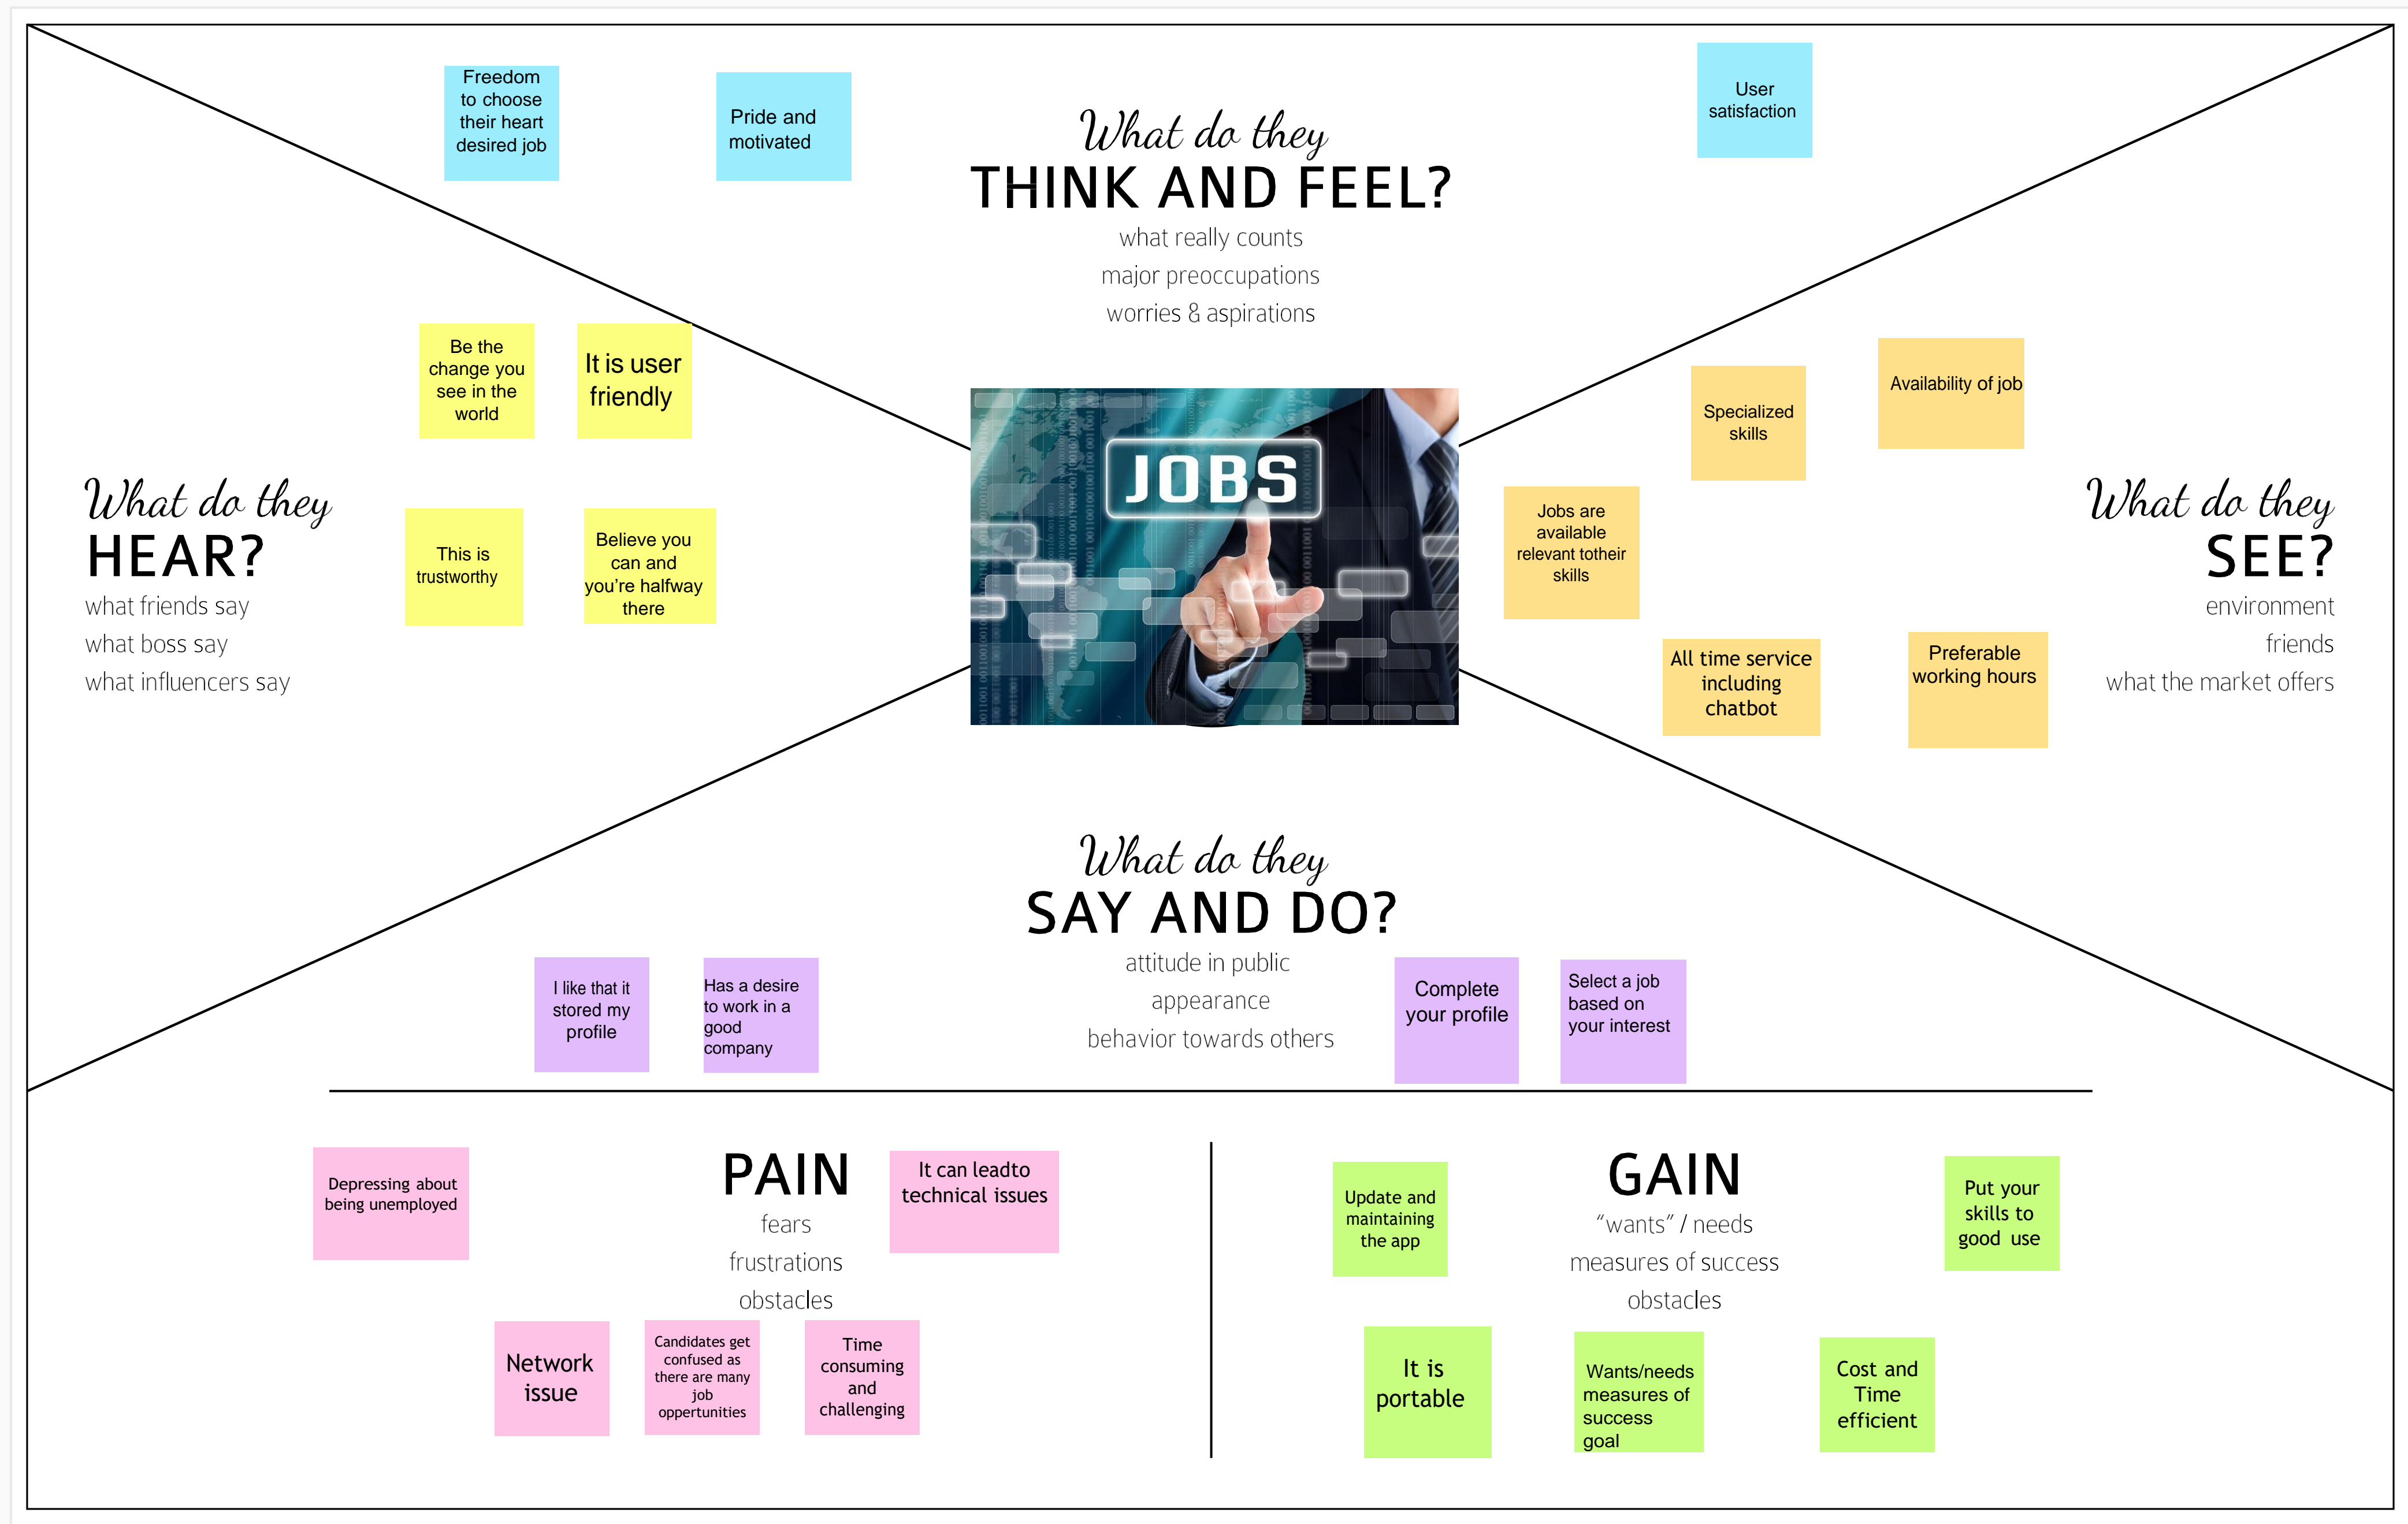 Freedom
to choose
their heart
desired job
Pride and
motivated
What do they
THINK AND FEEL?
what really counts
major preoccupations
worries & aspirations
User
satisfaction
Be the
change you
see in the
world
It is user
friendly
What do they
HEAR?
what friends say
what boss say
what influencers say
This is
trustworthy
Believe you
can and
you're halfway
there
JOBS
Specialized
skills
Availability of job
Jobs are
available
relevant totheir
skills
All time service
including
chatbot
Preferable
working hours
What do they
SEE?
environment
friends
what the market offers
What do they
SAY AND DO?
attitude in public
appearance
behavior towards others
I like that it
stored my
profile
Has a desire
to work in a
good
company
Complete
your profile
Select a job
based on
your interest
Depressing about
being unemployed
PAIN
fears
frustrations
obstacles
It can leadto
technical issues
Network
issue
Candidates get
confused as
there are many
job
oppertunities
Time
consuming
and
challenging
Update and
maintaining
the app
GAIN
“wants” / needs
measures of success
obstacles
Put your
skills to
good use
It is
portable
Wants/needs
measures of
success
goal
Cost and
Time
efficient